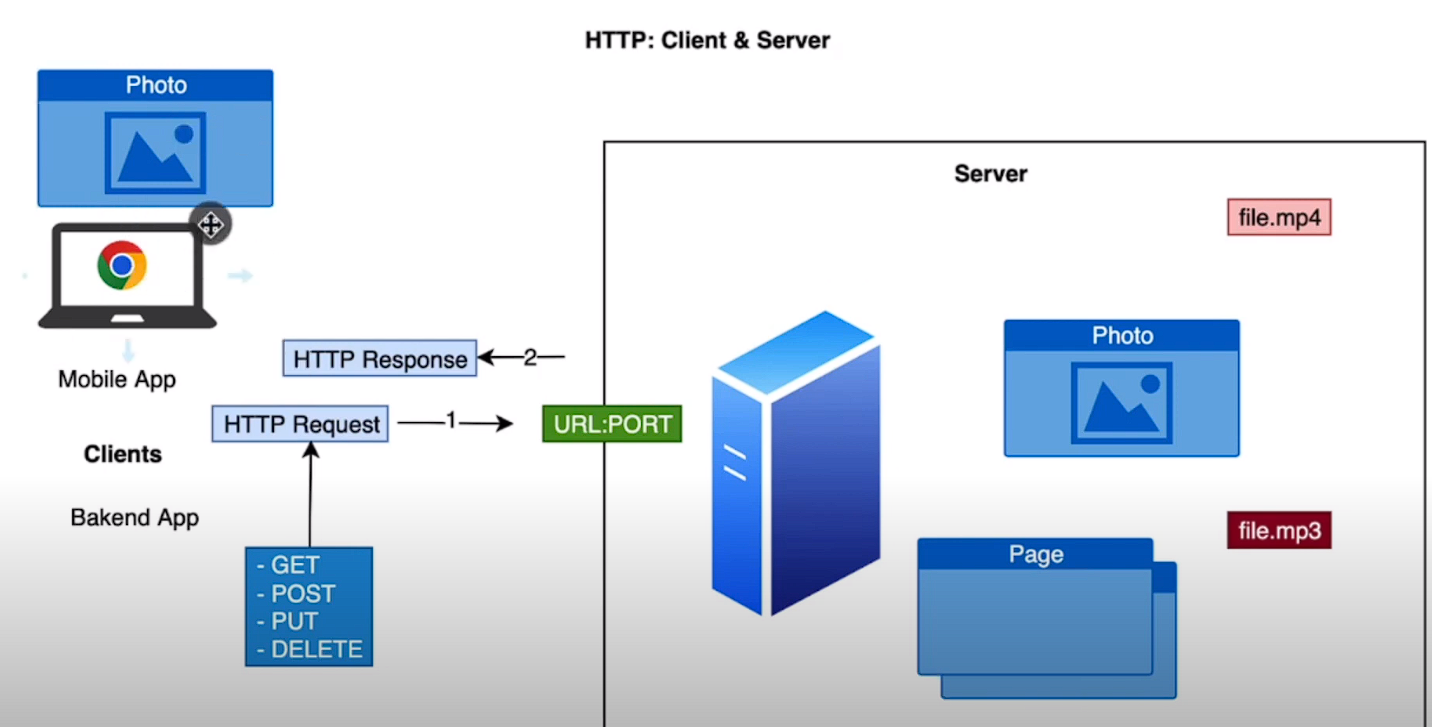 HTTP: Client & Server
Photo
Server
file.mp4
Photo
HTTP Response
2
Mobile App
HTTP Request
1
URL:PORT
Clients
Bakend App
file.mp3
Page
- GET
- POST
- PUT
- DELETE